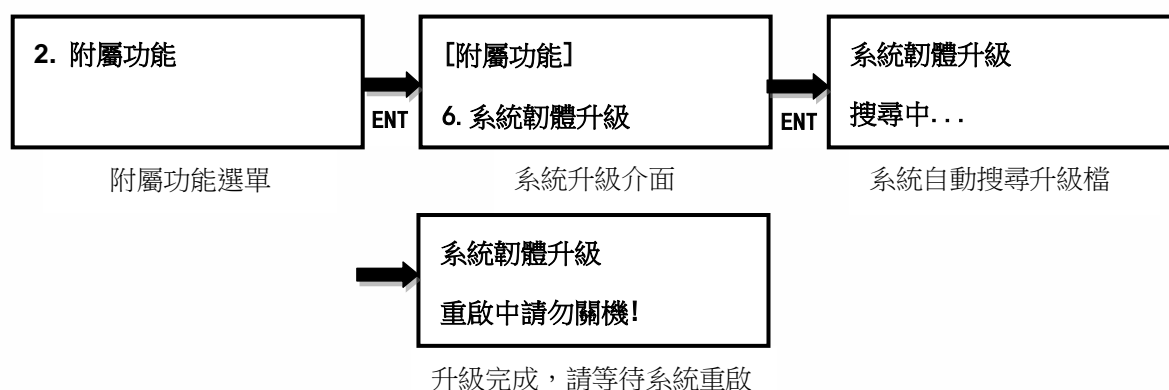 2. 附屬功能
ENT
[附屬功能]
6. 系統韌體升級
ENT
系統韌體升級
搜尋中...
附屬功能選單
系統升級介面
系統自動搜尋升級檔
系統韌體升級
重啟中請勿關機!
升級完成，請等待系統重啟